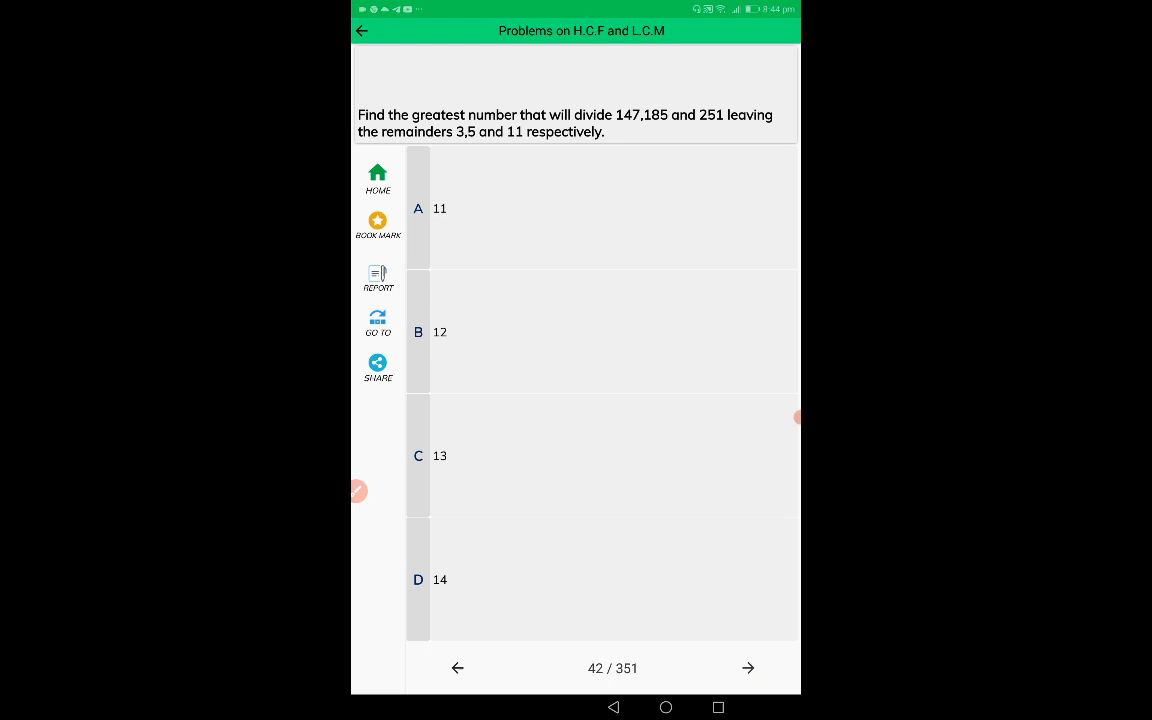 8:44 pm
Problems on H.C.F and L.C.M
Find the greatest number that will divide 147,185 and 251 leaving
the remainders 3,5 and 11 respectively.
HOME
BOOK MARK
REPORT
GO TO
SHARE
A 11
B 12
C 13
D 14
42 / 351